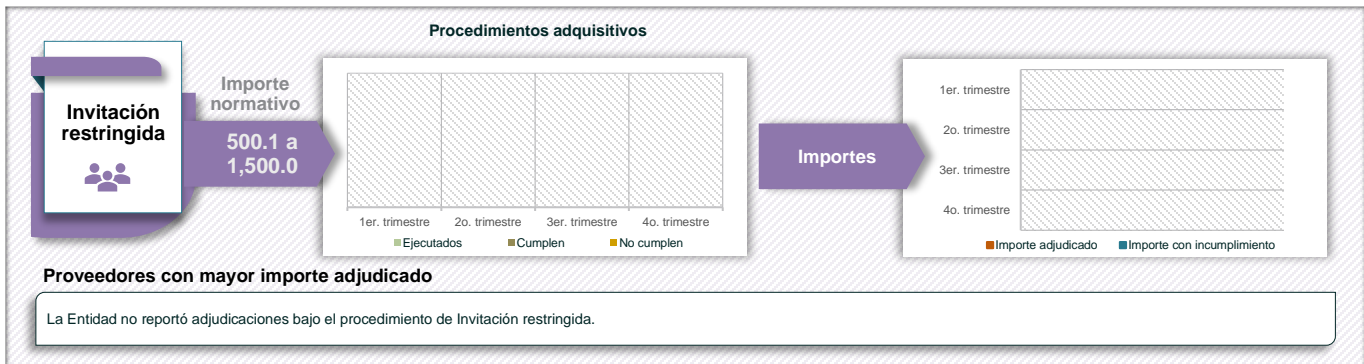 Procedimientos adquisitivos
Invitación
restringida
Importe
normativo
500.1 a
1,500.0
1er. trimestre
2o. trimestre
3er. trimestre
4o. trimestre
Ejecutados
Cumplen
No cumplen
Importes
1er. trimestre
2o. trimestre
3er. trimestre
4o. trimestre
Importe adjudicado
Importe con incumplimiento
Proveedores con mayor importe adjudicado
La Entidad no reportó adjudicaciones bajo el procedimiento de Invitación restringida.